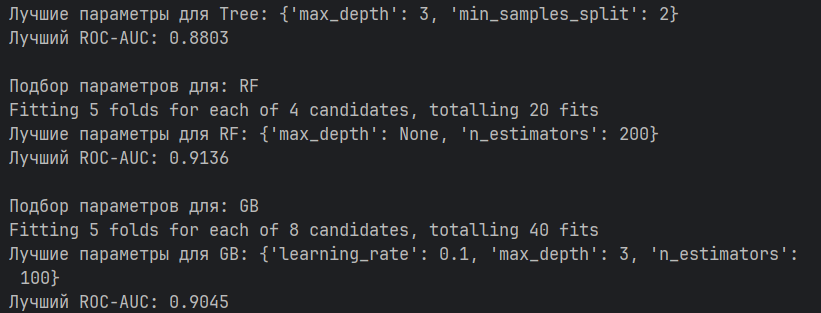 Лучшие параметры для Tree: {'max_depth': 3, 'min_samples_split': 2}
Лучший ROC-AUC: 0.8803
Подбор параметров для: RF
Fitting 5 folds for each of 4 candidates, totalling 20 fits
Лучшие параметры для RF: {'max_depth': None, 'n_estimators': 200}
Лучший ROC-AUC: 0.9136
Подбор параметров для: GB
Fitting 5 folds for each of 8 candidates, totalling 40 fits
Лучшие параметры для GB: {'learning_rate': 0.1, 'max_depth': 3, 'n_estimators':
100}
Лучший ROC-AUC: 0.9045